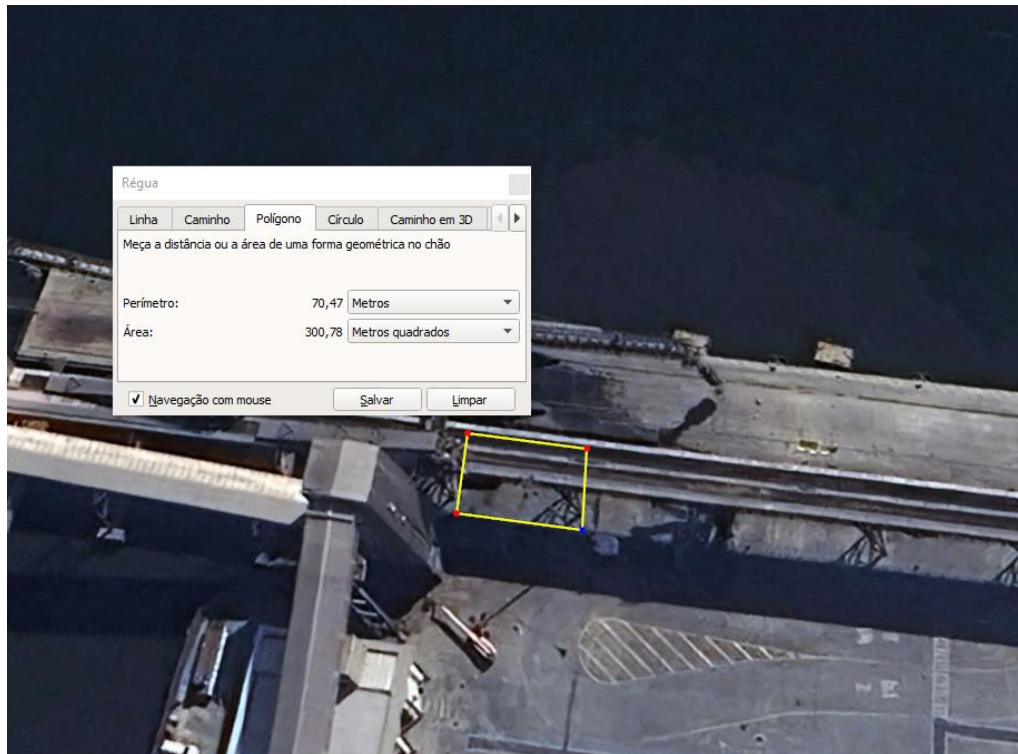 Régua
Linha Caminho Polígono Círculo Caminho em 3D
Meça a distância ou a área de uma forma geométrica no chão
Perímetro: 70,47 Metros
Área: 300,78 Metros quadrados
Navegação com mouse Salvar Limpar